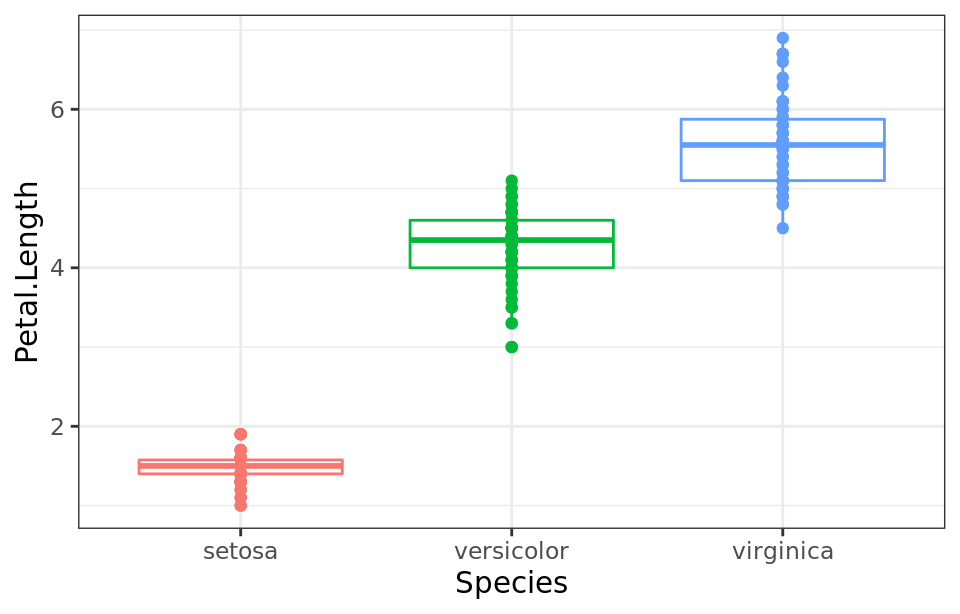 Petal.Length
6
4
2
setosa
versicolor
virginica
Species